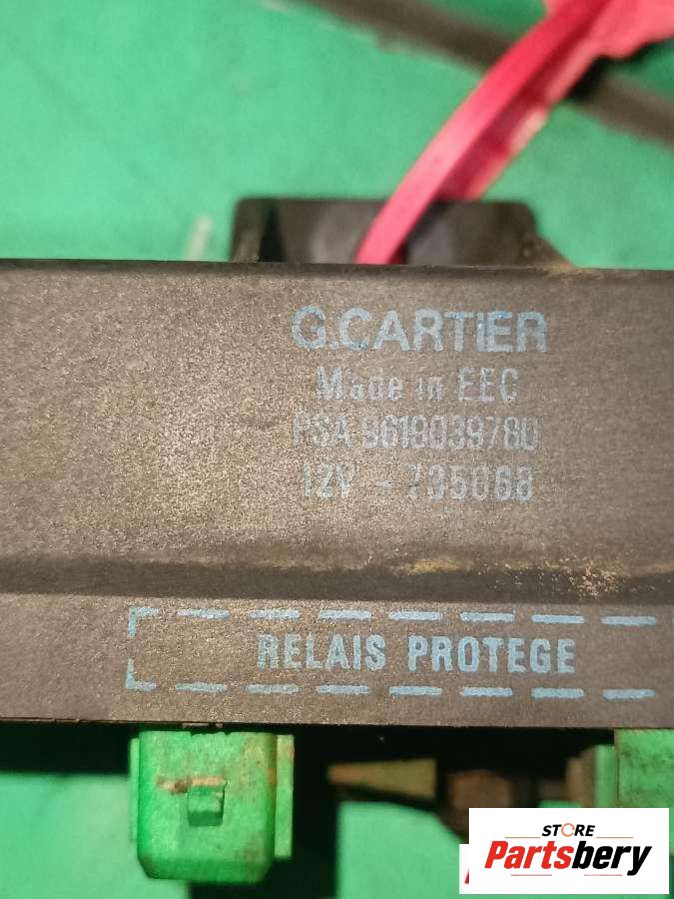 G.CARTIER
Made in EEC
PSA 9618039780
12V - 735068
RELAIS PROTEGE
STORE
Partsbery